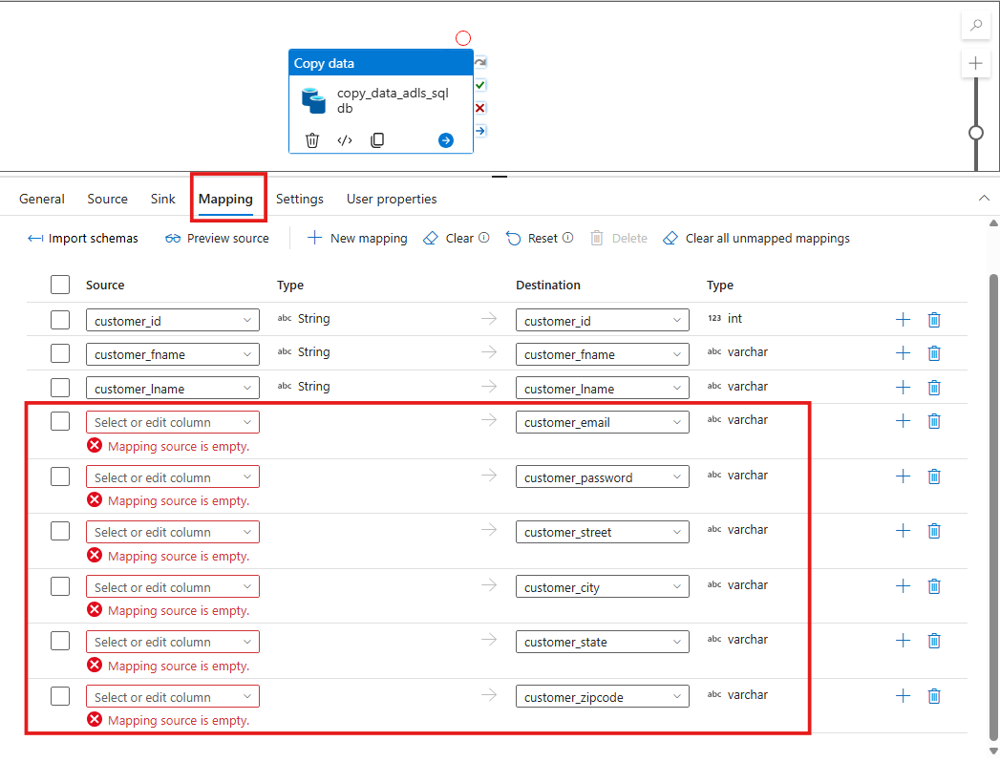 Copy data
copy_data_adls_sql
db
General Source Sink Mapping Settings User properties
Import schemas Preview source New mapping Clear Reset Delete Clear all unmapped mappings
Source Type Destination Type
customer_id abc String customer_id 123 int
customer_fname abc String customer_fname abc varchar
customer_lname abc String customer_lname abc varchar
Select or edit column customer_email abc varchar
Mapping source is empty.
Select or edit column customer_password abc varchar
Mapping source is empty.
Select or edit column customer_street abc varchar
Mapping source is empty.
Select or edit column customer_city abc varchar
Mapping source is empty.
Select or edit column customer_state abc varchar
Mapping source is empty.
Select or edit column customer_zipcode abc varchar
Mapping source is empty.